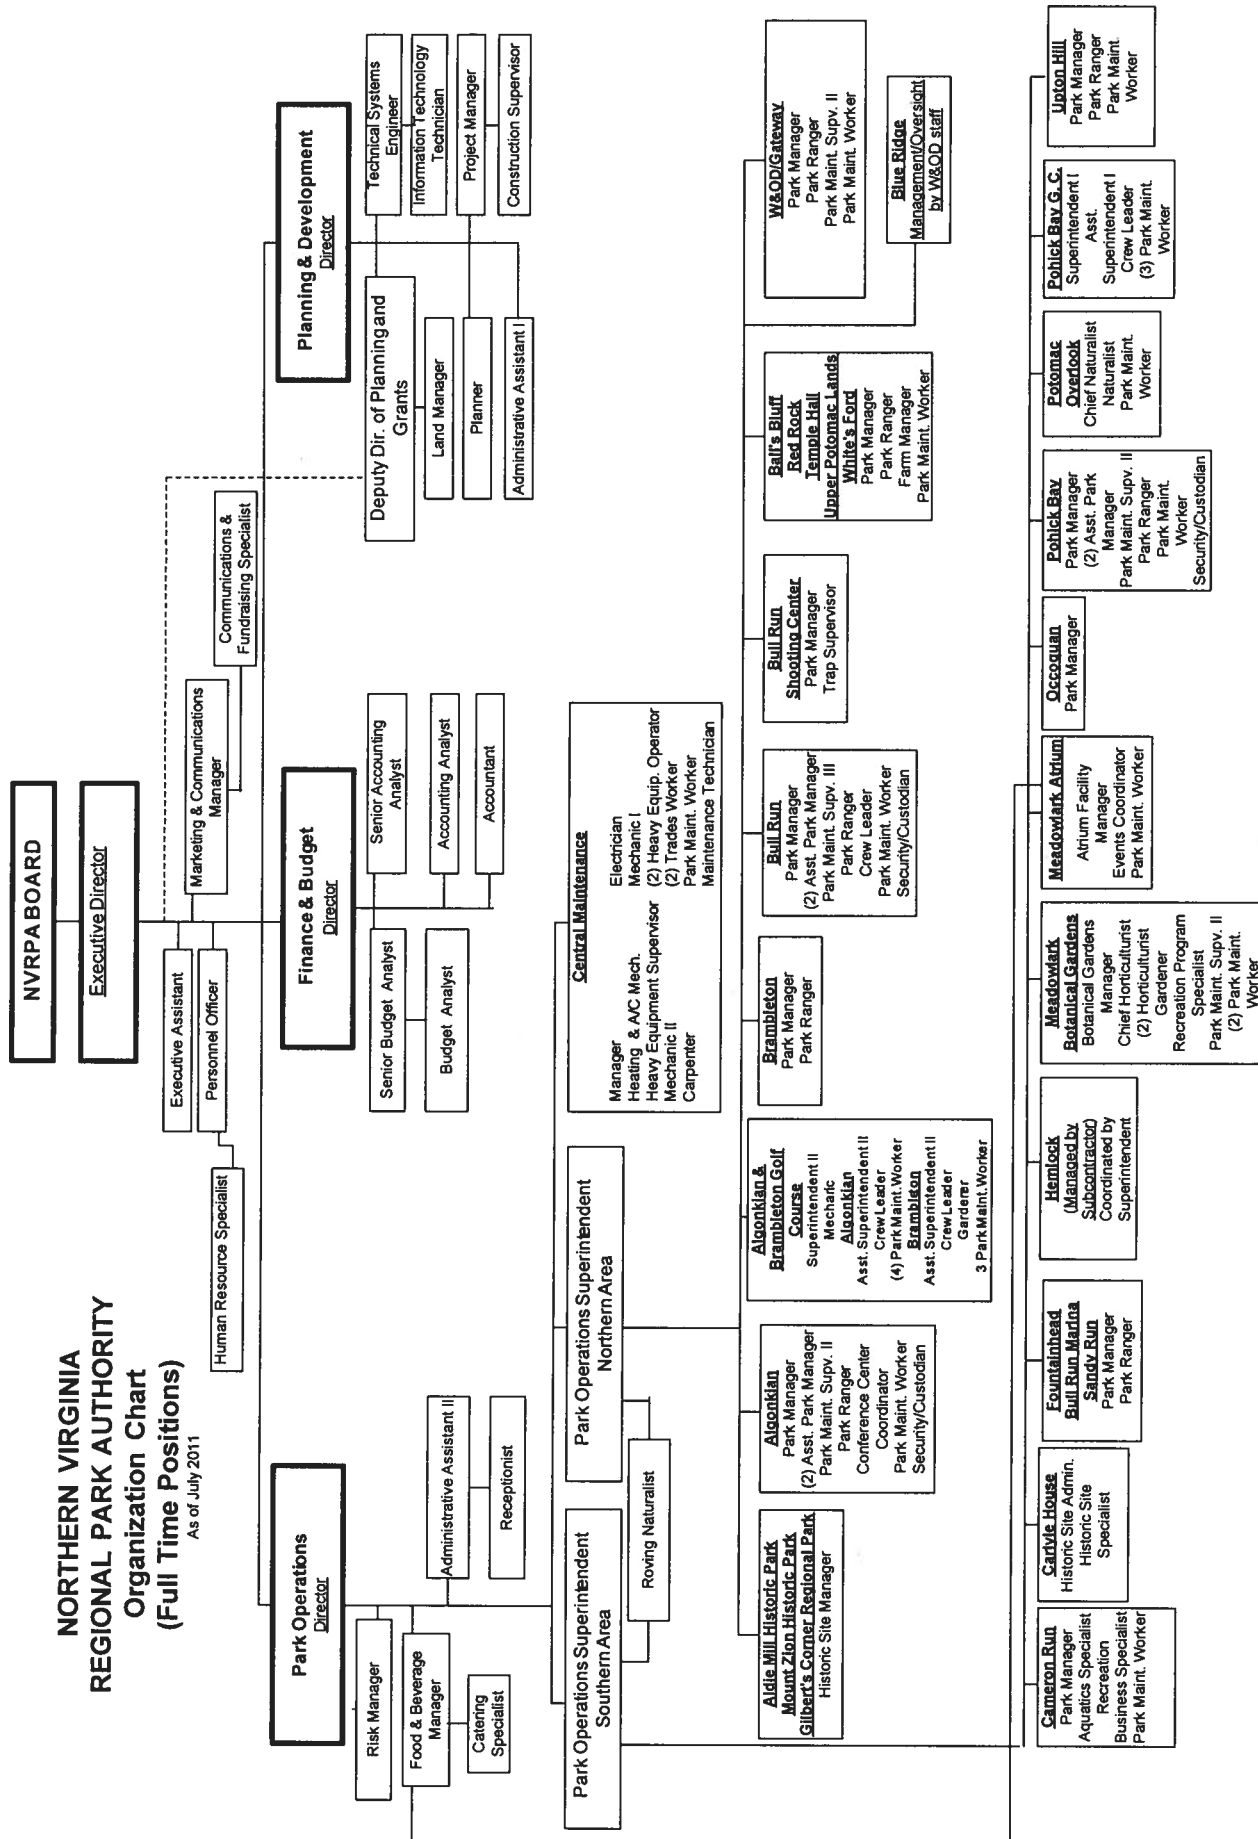 NORTHERN VIRGINIA
REGIONAL PARK AUTHORITY
Organization Chart
(Full Time Positions)
As of July 2011
NVRPA BOARD
Executive Director
Executive Assistant
Personnel Officer
Human Resource Specialist
Marketing & Communications
Manager
Communications &
Fundraising Specialist
Park Operations
Director
Finance & Budget
Director
Planning & Development
Director
Risk Manager
Food & Beverage
Manager
Catering
Specialist
Administrative Assistant II
Receptionist
Senior Budget Analyst
Budget Analyst
Senior Accounting
Analyst
Accounting Analyst
Accountant
Deputy Dir. of Planning and
Grants
Land Manager
Planner
Administrative Assistant I
Technical Systems
Engineer
Information Technology
Technician
Project Manager
Construction Supervisor
Park Operations Superintendent
Southern Area
Park Operations Superintendent
Northern Area
Roving Naturalist
Central Maintenance
Manager
Heating & A/C Mech.
Heavy Equipment Supervisor
Mechanic II
Carpenter
Electrician
Mechanic I
(2) Heavy Equip. Operator
(2) Trades Worker
Park Maint. Worker
Maintenance Technician
Aldie Mill Historic Park
Mount Zion Historic Park
Gilbert's Corner Regional Park
Historic Site Manager
Algonkian
Park Manager
(2) Asst. Park Manager
Park Maint. Supv. II
Park Ranger
Conference Center
Coordinator
Park Maint. Worker
Security/Custodian
Algonkian &
Brambleton Golf
Course
Superintendent II
Mecharic
Algonkian
Asst. Superintendent II
Crew Leader
(4) Park Maint. Worker
Brambleton
Asst. Superintendent II
Crew Leader
Garderer
3 Park Maint. Worker
Brambleton
Park Manager
Park Ranger
Bull Run
Park Manager
(2) Asst. Park Manager
Park Maint. Supv. III
Park Ranger
Crew Leader
Park Maint. Worker
Security/Custodian
Bull Run
Shooting Center
Park Manager
Trap Supervisor
Ball's Bluff
Red Rock
Temple Hall
Upper Potomac Lands
White's Ford
Park Manager
Park Ranger
Farm Manager
Park Maint. Worker
W&OD/Gateway
Park Manager
Park Ranger
Park Maint. Supv. II
Park Maint. Worker
Blue Ridge
Management/Oversight
by W&OD staff
Cameron Run
Park Manager
Aquatics Specialist
Recreation
Business Specialist
Park Maint. Worker
Carlyle House
Historic Site Admin.
Historic Site
Specialist
Fountainhead
Bull Run Marina
Sandy Run
Park Manager
Park Ranger
Hemlock
(Managed by
Subcontractor)
Coordinated by
Superintendent
Meadowlark
Botanical Gardens
Botanical Gardens
Manager
Chief Horticulturist
(2) Horticulturist
Gardener
Recreation Program
Specialist
Park Maint. Supv. II
(2) Park Maint.
Worker
Meadowlark Atrium
Atrium Facility
Manager
Events Coordinator
Park Maint. Worker
Occoquan
Park Manager
Pohick Bay
Park Manager
(2) Asst. Park
Manager
Park Maint. Supv. II
Park Ranger
Park Maint.
Worker
Security/Custodian
Potomac
Overlook
Chief Naturalist
Naturalist
Park Maint.
Worker
Pohick Bay G. C.
Superintendent I
Asst.
Superintendent I
Crew Leader
(3) Park Maint.
Worker
Upton Hill
Park Manager
Park Ranger
Park Maint.
Worker